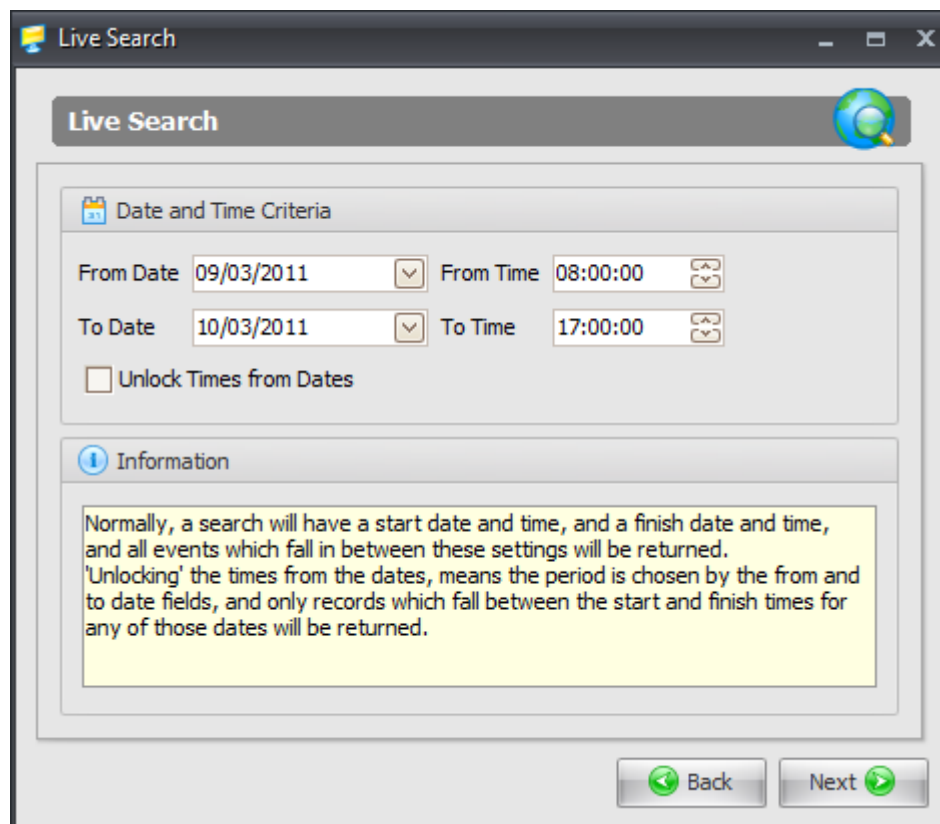 Live Search
Live Search
Date and Time Criteria
From Date 09/03/2011 From Time 08:00:00
To Date 10/03/2011 To Time 17:00:00
Unlock Times from Dates
Information
Normally, a search will have a start date and time, and a finish date and time,
and all events which fall in between these settings will be returned.
'Unlocking' the times from the dates, means the period is chosen by the from and
to date fields, and only records which fall between the start and finish times for
any of those dates will be returned.
Back Next